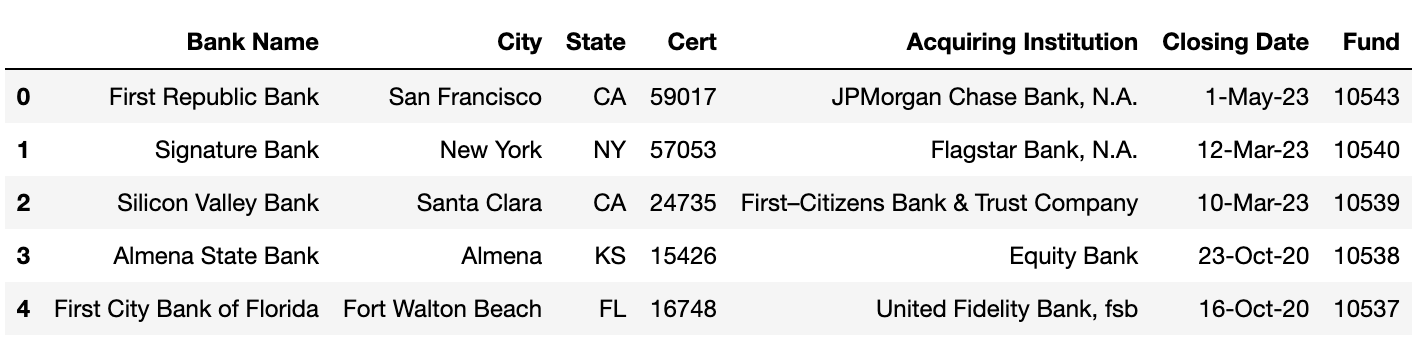 Bank Name City State Cert Acquiring Institution Closing Date Fund
0 First Republic Bank San Francisco CA 59017 JPMorgan Chase Bank, N.A. 1-May-23 10543
1 Signature Bank New York NY 57053 Flagstar Bank, N.A. 12-Mar-23 10540
2 Silicon Valley Bank Santa Clara CA 24735 First–Citizens Bank & Trust Company 10-Mar-23 10539
3 Almena State Bank Almena KS 15426 Equity Bank 23-Oct-20 10538
4 First City Bank of Florida Fort Walton Beach FL 16748 United Fidelity Bank, fsb 16-Oct-20 10537